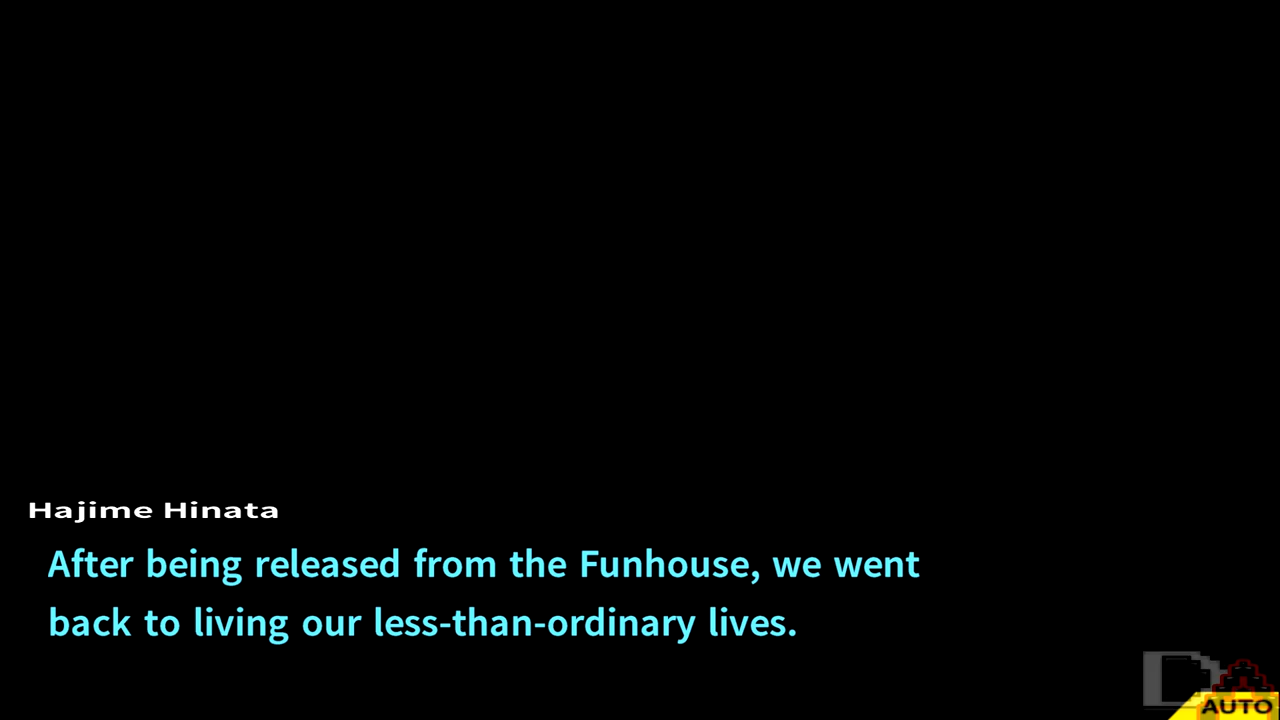 Hajime Hinata
After being released from the Funhouse, we went
back to living our less-than-ordinary lives.
AUTO